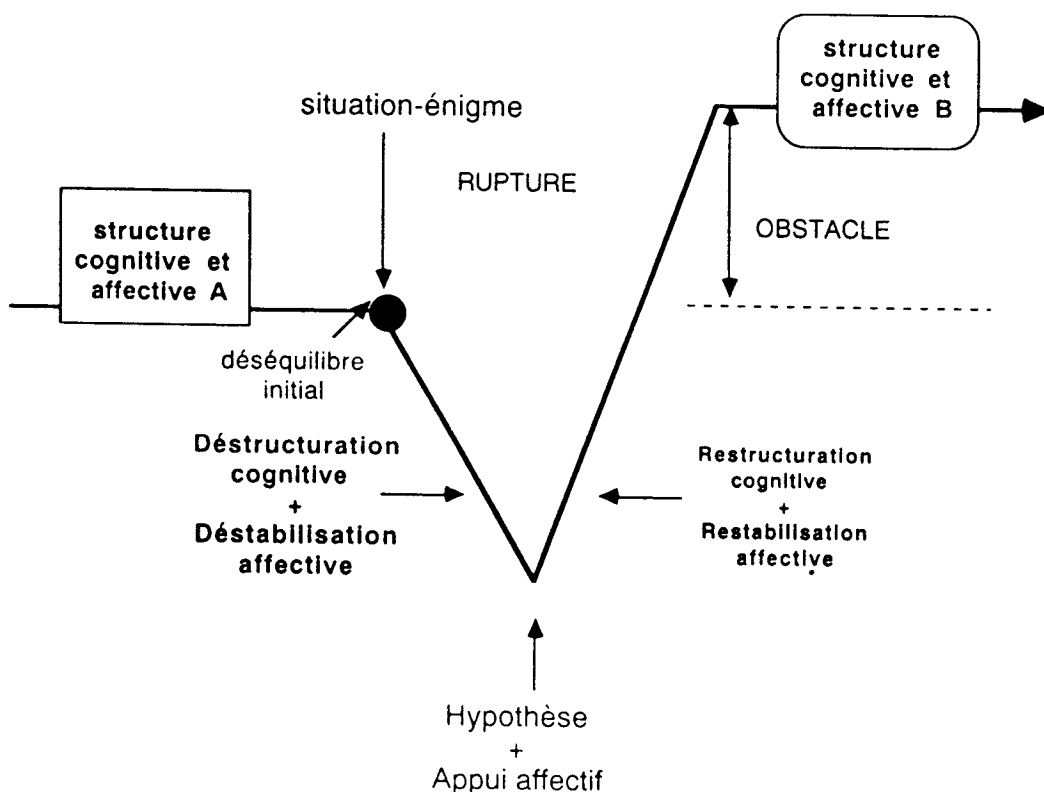 structure
cognitive et
affective B
situation-énigme
RUPTURE
structure
cognitive et
affective A
OBSTACLE
déséquilibre
initial
Déstructuration
cognitive
+
Déstabilisation
affective
Restructuration
cognitive
+
Restabilisation
affective
Hypothèse
+
Appui affectif